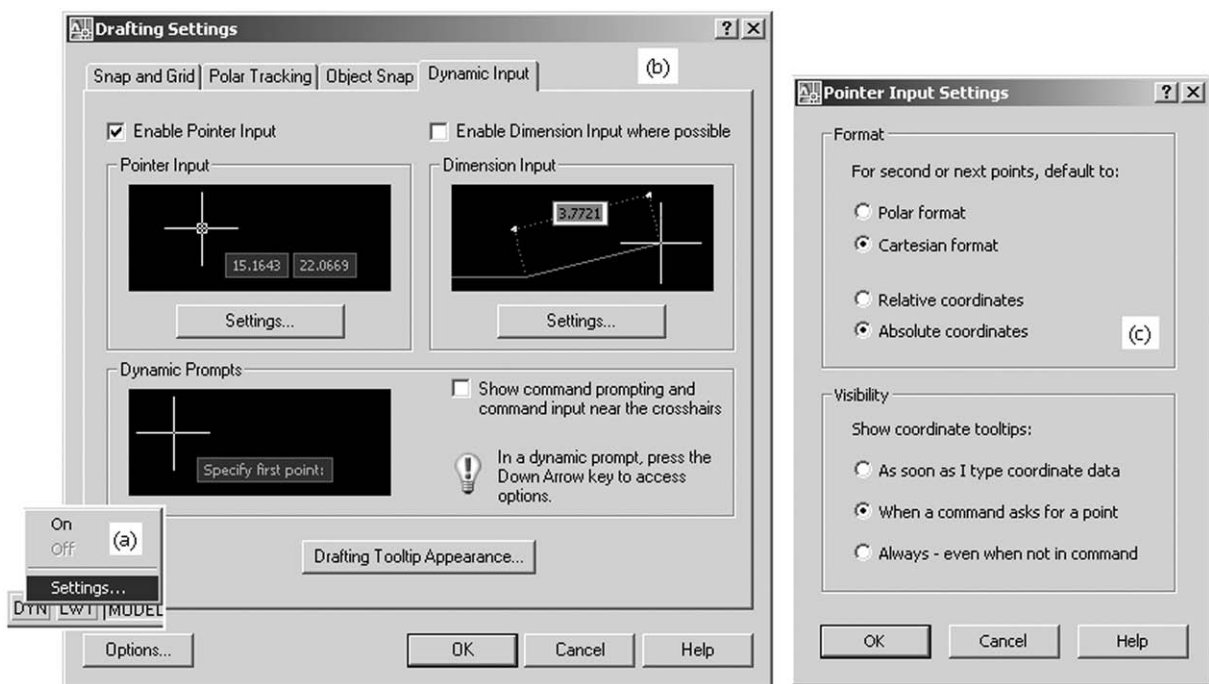 Drafting Settings
(b)
Snap and Grid
Polar Tracking
Object Snap
Dynamic Input
Enable Pointer Input
Enable Dimension Input where possible
Pointer Input
15.1643 22.0669
Settings...
Dimension Input
3.7721
Settings...
Dynamic Prompts
Specify first point:
Show command prompting and
command input near the crosshairs
In a dynamic prompt, press the
Down Arrow key to access
options.
Drafting Tooltip Appearance...
On
Off
(a)
Settings...
DYN LWT MODEL
Options...
OK
Cancel
Help
Pointer Input Settings
Format
For second or next points, default to:
Polar format
Cartesian format
Relative coordinates
Absolute coordinates
(c)
Visibility
Show coordinate tooltips:
As soon as I type coordinate data
When a command asks for a point
Always - even when not in command
OK
Cancel
Help